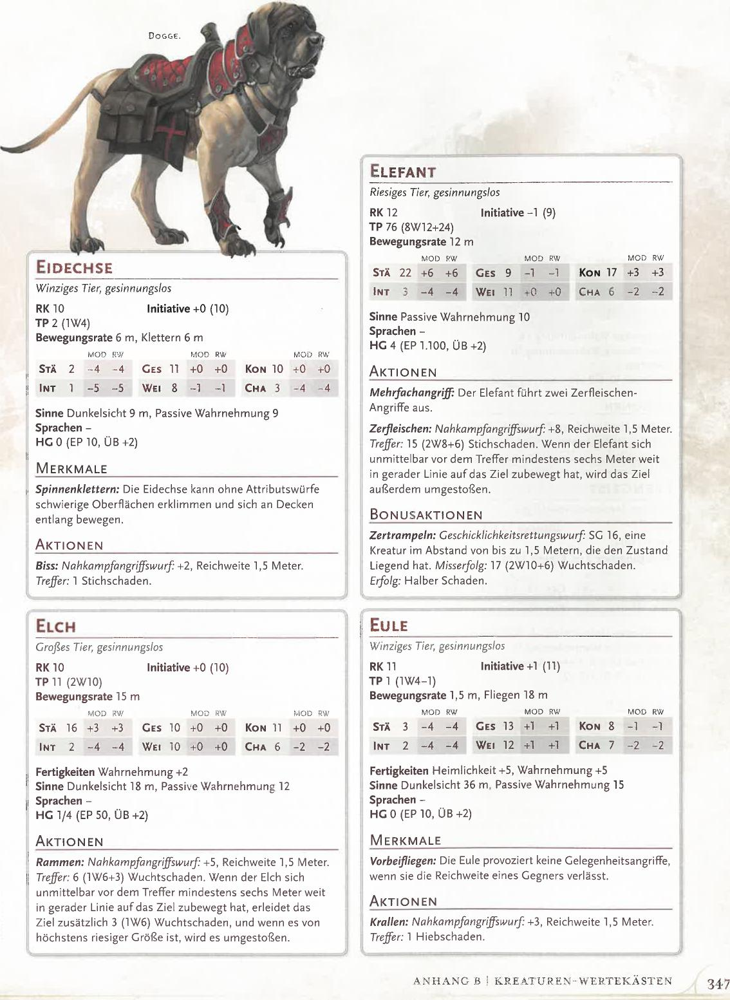 DOGGE.
EIDECHSE
Winziges Tier, gesinnungslos
RK 10 Initiative +0 (10)
TP 2 (1W4)
Bewegungsrate 6 m, Klettern 6 m
MOD RW MOD RW MOD RW
STÄ 2 −4 −4 GES 11 +0 +0 KON 10 +0 +0
INT 1 −5 −5 WEI 8 −1 −1 CHA 3 −4 −4
Sinne Dunkelsicht 9 m, Passive Wahrnehmung 9
Sprachen –
HG 0 (EP 10, ÜB +2)
MERKMALE
Spinnenklettern: Die Eidechse kann ohne Attributswürfe
schwierige Oberflächen erklimmen und sich an Decken
entlang bewegen.
AKTIONEN
Biss: Nahkampfangriffswurf: +2, Reichweite 1,5 Meter.
Treffer: 1 Stichschaden.
ELCH
Großes Tier, gesinnungslos
RK 10 Initiative +0 (10)
TP 11 (2W10)
Bewegungsrate 15 m
MOD RW MOD RW MOD RW
STÄ 16 +3 +3 GES 10 +0 +0 KON 11 +0 +0
INT 2 −4 −4 WEI 10 +0 +0 CHA 6 −2 −2
Fertigkeiten Wahrnehmung +2
Sinne Dunkelsicht 18 m, Passive Wahrnehmung 12
Sprachen –
HG 1/4 (EP 50, ÜB +2)
AKTIONEN
Rammen: Nahkampfangriffswurf: +5, Reichweite 1,5 Meter.
Treffer: 6 (1W6+3) Wuchtschaden. Wenn der Elch sich
unmittelbar vor dem Treffer mindestens sechs Meter weit
in gerader Linie auf das Ziel zubewegt hat, erleidet das
Ziel zusätzlich 3 (1W6) Wuchtschaden, und wenn es von
höchstens riesiger Größe ist, wird es umgestoßen.
ELEFANT
Riesiges Tier, gesinnungslos
RK 12 Initiative −1 (9)
TP 76 (8W12+24)
Bewegungsrate 12 m
MOD RW MOD RW MOD RW
STÄ 22 +6 +6 GES 9 −1 −1 KON 17 +3 +3
INT 3 −4 −4 WEI 11 +0 +0 CHA 6 −2 −2
Sinne Passive Wahrnehmung 10
Sprachen –
HG 4 (EP 1.100, ÜB +2)
AKTIONEN
Mehrfachangriff: Der Elefant führt zwei Zerfleischen-
Angriffe aus.
Zerfleischen: Nahkampfangriffswurf: +8, Reichweite 1,5 Meter.
Treffer: 15 (2W8+6) Stichschaden. Wenn der Elefant sich
unmittelbar vor dem Treffer mindestens sechs Meter weit
in gerader Linie auf das Ziel zubewegt hat, wird das Ziel
außerdem umgestoßen.
BONUSAKTIONEN
Zertrampeln: Geschicklichkeitsrettungswurf: SG 16, eine
Kreatur im Abstand von bis zu 1,5 Metern, die den Zustand
Liegend hat. Misserfolg: 17 (2W10+6) Wuchtschaden.
Erfolg: Halber Schaden.
EULE
Winziges Tier, gesinnungslos
RK 11 Initiative +1 (11)
TP 1 (1W4−1)
Bewegungsrate 1,5 m, Fliegen 18 m
MOD RW MOD RW MOD RW
STÄ 3 −4 −4 GES 13 +1 +1 KON 8 −1 −1
INT 2 −4 −4 WEI 12 +1 +1 CHA 7 −2 −2
Fertigkeiten Heimlichkeit +5, Wahrnehmung +5
Sinne Dunkelsicht 36 m, Passive Wahrnehmung 15
Sprachen –
HG 0 (EP 10, ÜB +2)
MERKMALE
Vorbeifliegen: Die Eule provoziert keine Gelegenheitsangriffe,
wenn sie die Reichweite eines Gegners verlässt.
AKTIONEN
Krallen: Nahkampfangriffswurf: +3, Reichweite 1,5 Meter.
Treffer: 1 Hiebschaden.
ANHANG B | KREATUREN-WERTEKÄSTEN 347